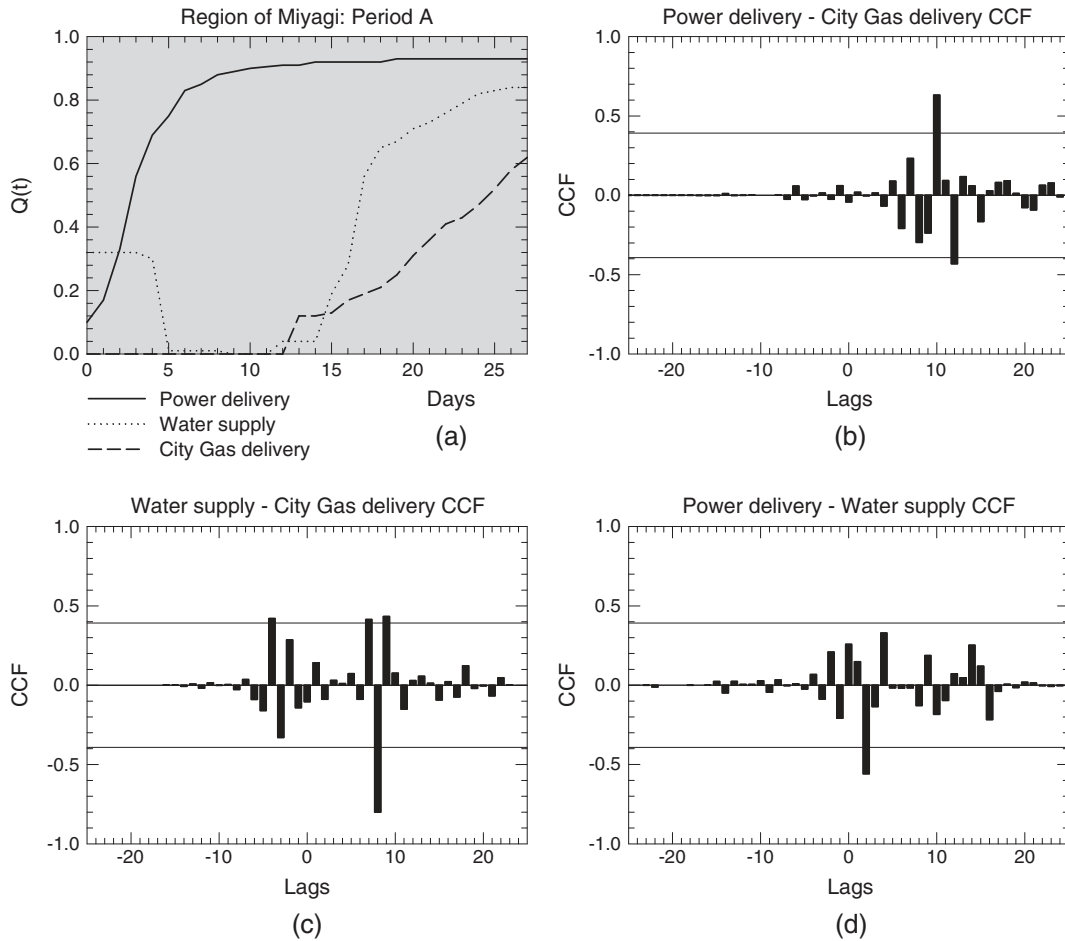 Region of Miyagi: Period A
1.0
0.8
0.6
0.4
0.2
0.0
Q(t)
0 5 10 15 20 25
Days
Power delivery
Water supply
City Gas delivery
(a)
Power delivery - City Gas delivery CCF
1.0
0.5
0.0
-0.5
-1.0
CCF
-20 -10 0 10 20
Lags
(b)
Water supply - City Gas delivery CCF
1.0
0.5
0.0
-0.5
-1.0
CCF
-20 -10 0 10 20
Lags
(c)
Power delivery - Water supply CCF
1.0
0.5
0.0
-0.5
-1.0
CCF
-20 -10 0 10 20
Lags
(d)